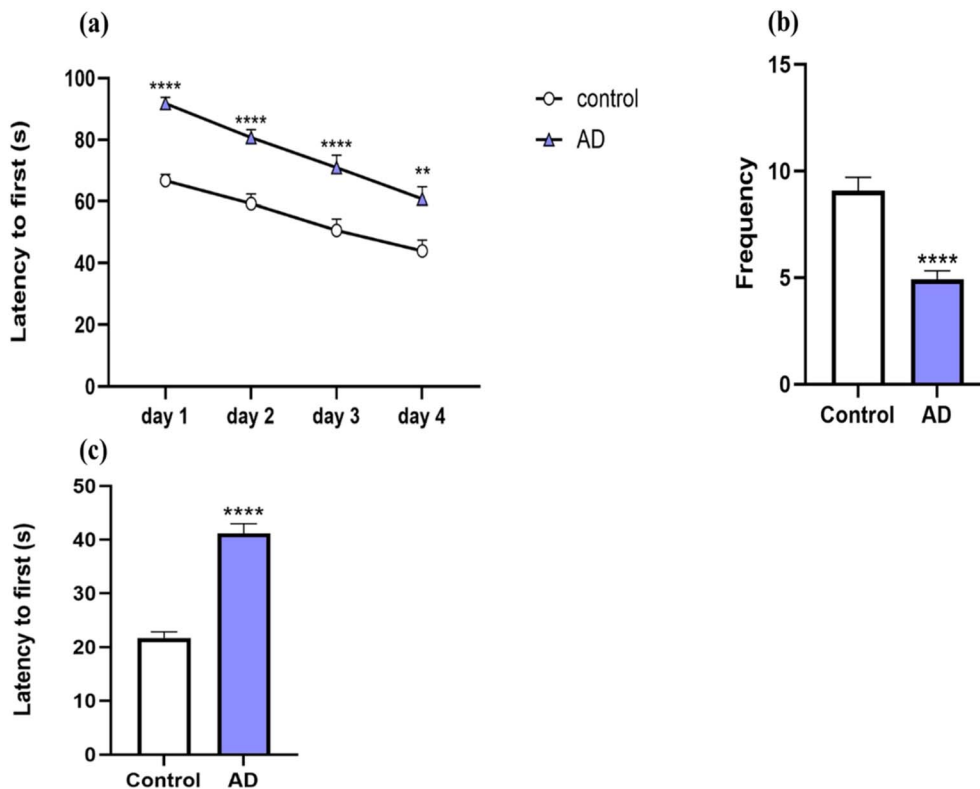 (a)
Latency to first (s)
100
80
60
40
20
0
****
****
****
**
day 1 day 2 day 3 day 4
control
AD
(b)
Frequency
15
10
5
0
****
Control AD
(c)
Latency to first (s)
50
40
30
20
10
0
****
Control AD